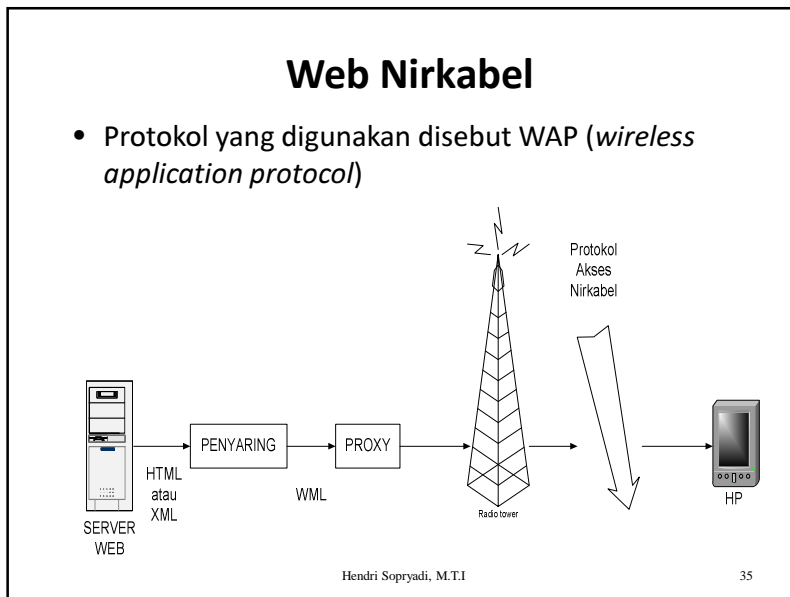 Web Nirkabel
• Protokol yang digunakan disebut WAP (wireless
application protocol)
Protokol
Akses
Nirkabel
PENYARING
PROXY
HTML
atau
XML
WML
SERVER
WEB
Radio tower
HP
Hendri Sopryadi, M.T.I
35